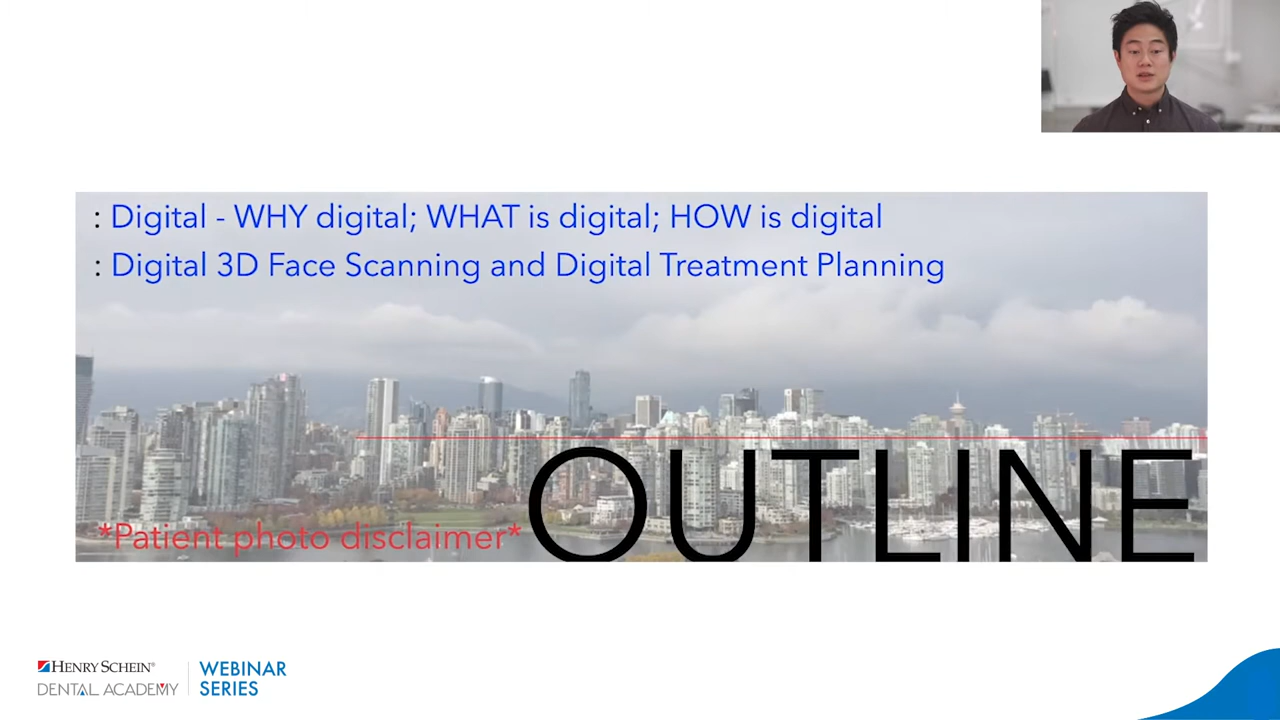 : Digital - WHY digital; WHAT is digital; HOW is digital
: Digital 3D Face Scanning and Digital Treatment Planning
*Patient photo disclaimer*
OUTLINE
HENRY SCHEIN®
DENTAL ACADEMY
WEBINAR
SERIES